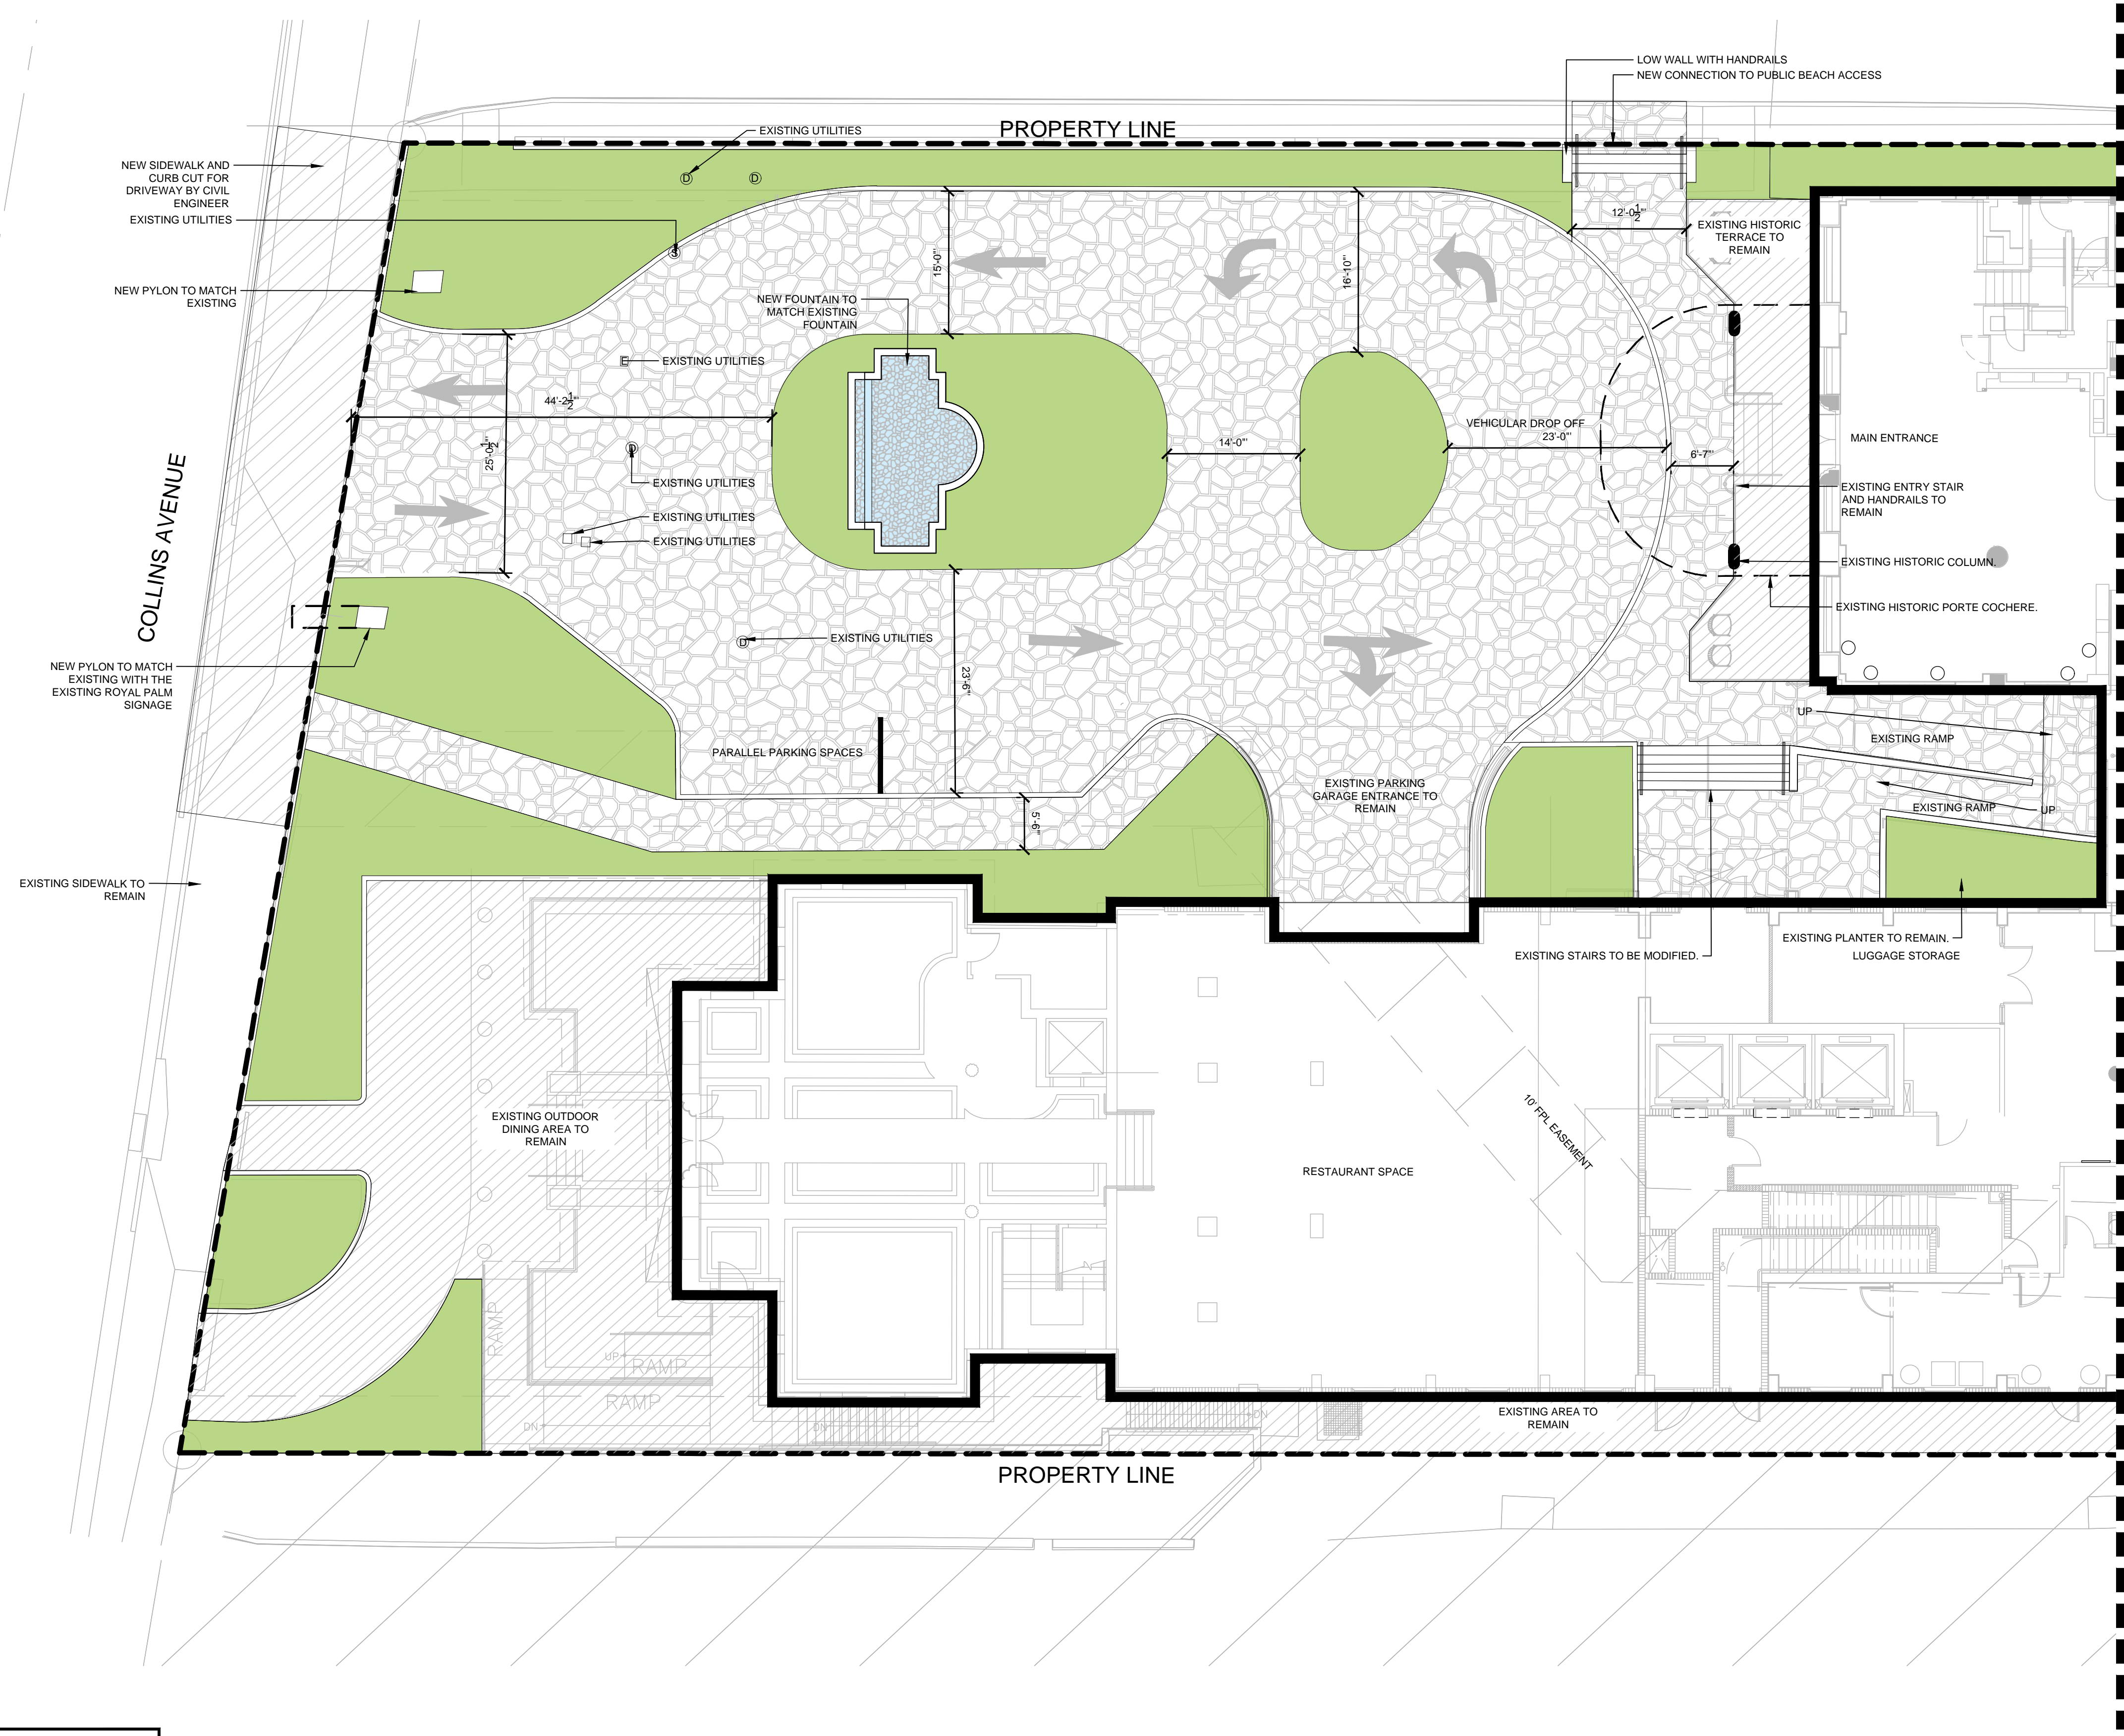 LOW WALL WITH HANDRAILS
NEW CONNECTION TO PUBLIC BEACH ACCESS
PROPERTY LINE
EXISTING UTILITIES
D
D
NEW SIDEWALK AND
CURB CUT FOR
DRIVEWAY BY CIVIL
ENGINEER
EXISTING UTILITIES
S
12'-0 1/2"
EXISTING HISTORIC
TERRACE TO
REMAIN
15'-0"
16'-10"
NEW PYLON TO MATCH
EXISTING
NEW FOUNTAIN TO
MATCH EXISTING
FOUNTAIN
E
EXISTING UTILITIES
44'-2 1/2"
25'-0 1/2"
VEHICULAR DROP OFF
23'-0"
14'-0"
6'-7"
MAIN ENTRANCE
D
EXISTING UTILITIES
EXISTING UTILITIES
EXISTING UTILITIES
EXISTING ENTRY STAIR
AND HANDRAILS TO
REMAIN
COLLINS AVENUE
EXISTING HISTORIC COLUMN.
EXISTING HISTORIC PORTE COCHERE.
D
EXISTING UTILITIES
NEW PYLON TO MATCH
EXISTING WITH THE
EXISTING ROYAL PALM
SIGNAGE
23'-6"
UP
EXISTING RAMP
PARALLEL PARKING SPACES
EXISTING PARKING
GARAGE ENTRANCE TO
REMAIN
EXISTING RAMP
UP
5'-6"
EXISTING SIDEWALK TO
REMAIN
EXISTING PLANTER TO REMAIN.
EXISTING STAIRS TO BE MODIFIED.
LUGGAGE STORAGE
EXISTING OUTDOOR
DINING AREA TO
REMAIN
10' FPL EASEMENT
RESTAURANT SPACE
RAMP
UP
RAMP
RAMP
DN
DN
DN
EXISTING AREA TO
REMAIN
PROPERTY LINE